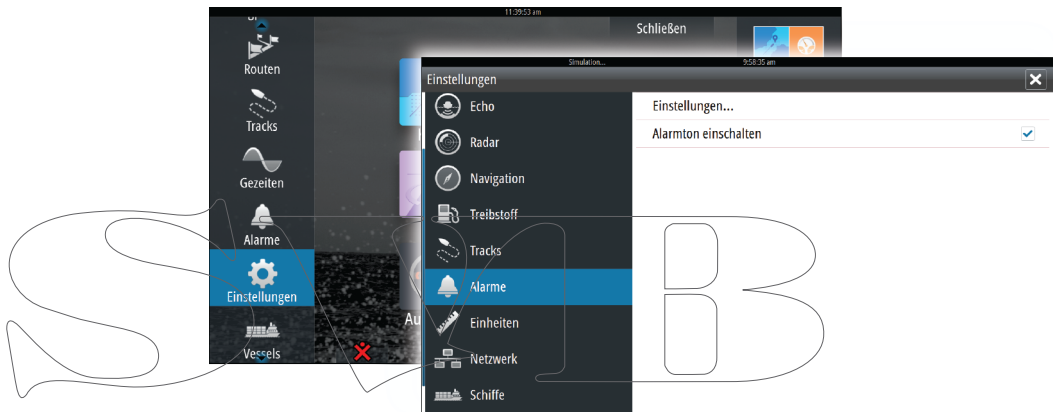 11:39:53 am
Schließen
Routen
Tracks
Gezeiten
Alarme
Einstellungen
Vessels
Au
Simulation...
9:58:35 am
Einstellungen
Echo
Radar
Navigation
Treibstoff
Tracks
Alarme
Einheiten
Netzwerk
Schiffe
Einstellungen...
Alarmton einschalten